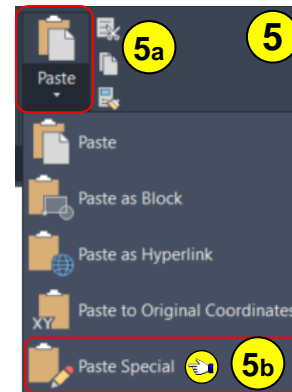 5a
5
Paste
Paste
Paste as Block
Paste as Hyperlink
XY
Paste to Original Coordinates
Paste Special
5b